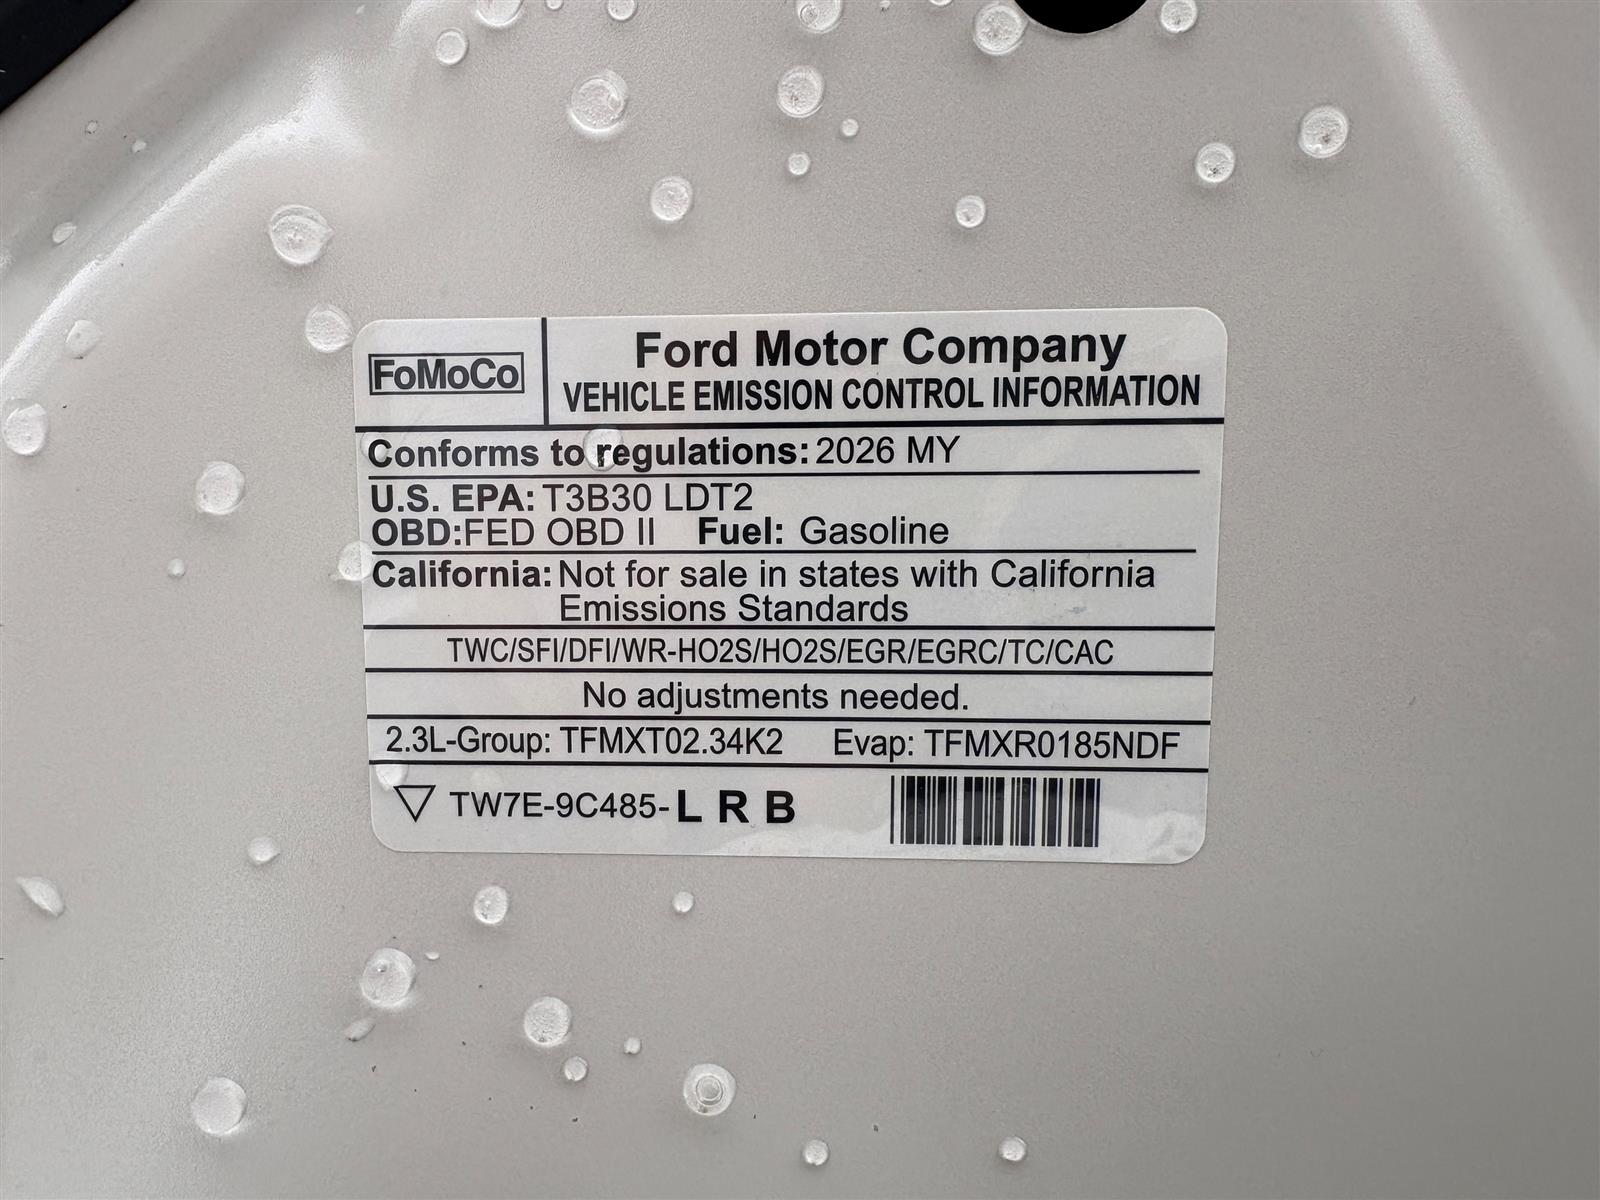 FoMoCo
Ford Motor Company
VEHICLE EMISSION CONTROL INFORMATION
Conforms to regulations: 2026 MY
U.S. EPA: T3B30 LDT2
OBD:FED OBD II Fuel: Gasoline
California: Not for sale in states with California
Emissions Standards
TWC/SFI/DFI/WR-HO2S/HO2S/EGR/EGRC/TC/CAC
No adjustments needed.
2.3L-Group: TFMXT02.34K2 Evap: TFMXR0185NDF
TW7E-9C485-L R B